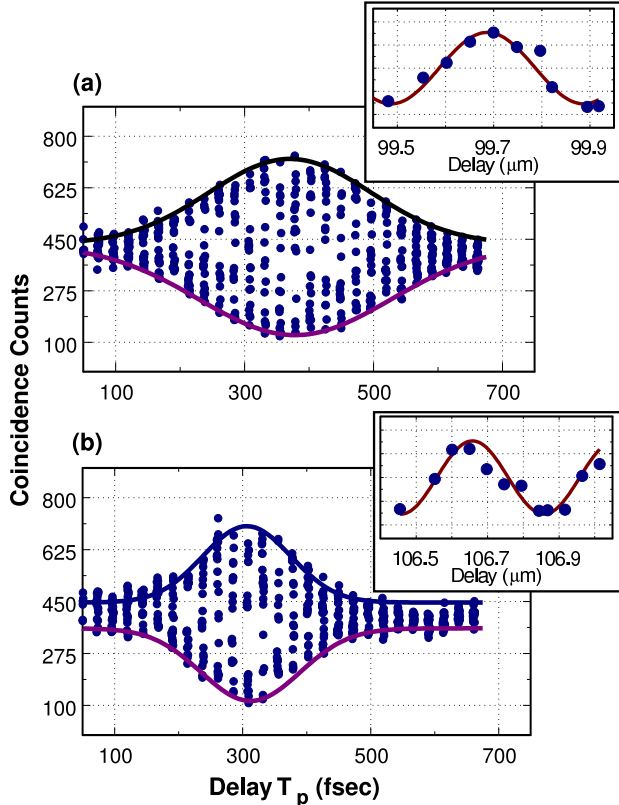 (a)
99.5 99.7 99.9
Delay (μm)
800
625
450
275
100
100 300 500 700
Coincidence Counts
(b)
106.5 106.7 106.9
Delay (μm)
800
625
450
275
100
100 300 500 700
Delay T_p (fsec)